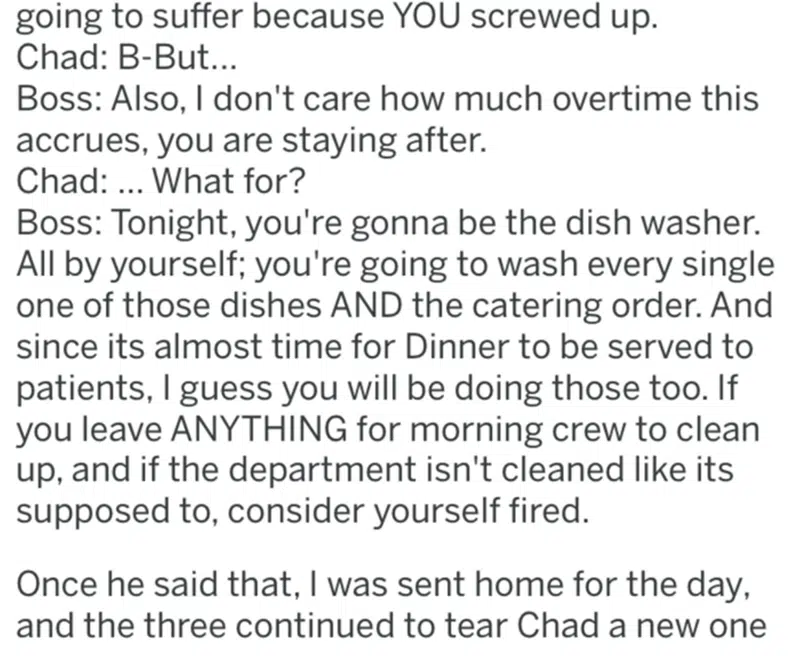 going to suffer because YOU screwed up.
Chad: B-But...
Boss: Also, I don't care how much overtime this
accrues, you are staying after.
Chad: ... What for?
Boss: Tonight, you're gonna be the dish washer.
All by yourself; you're going to wash every single
one of those dishes AND the catering order. And
since its almost time for Dinner to be served to
patients, I guess you will be doing those too. If
you leave ANYTHING for morning crew to clean
up, and if the department isn't cleaned like its
supposed to, consider yourself fired.
Once he said that, I was sent home for the day,
and the three continued to tear Chad a new one